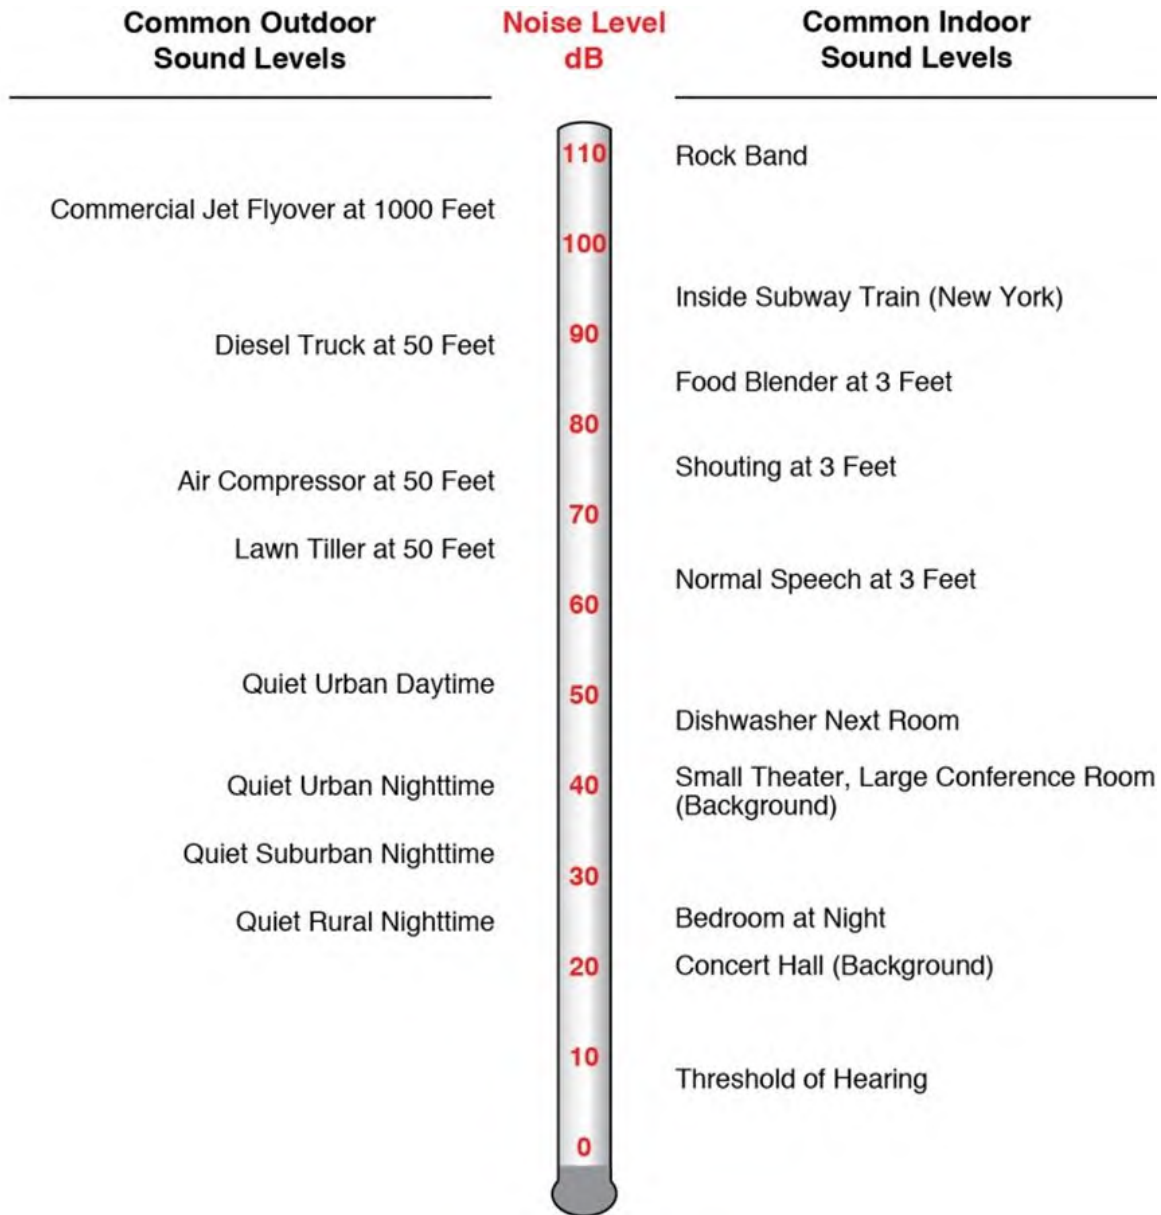 Common Outdoor
Sound Levels
Noise Level
dB
Common Indoor
Sound Levels
110
Rock Band
Commercial Jet Flyover at 1000 Feet
100
Inside Subway Train (New York)
90
Diesel Truck at 50 Feet
Food Blender at 3 Feet
80
Shouting at 3 Feet
Air Compressor at 50 Feet
70
Lawn Tiller at 50 Feet
Normal Speech at 3 Feet
60
Quiet Urban Daytime
50
Dishwasher Next Room
Quiet Urban Nighttime
40
Small Theater, Large Conference Room
(Background)
Quiet Suburban Nighttime
30
Quiet Rural Nighttime
Bedroom at Night
20
Concert Hall (Background)
10
Threshold of Hearing
0